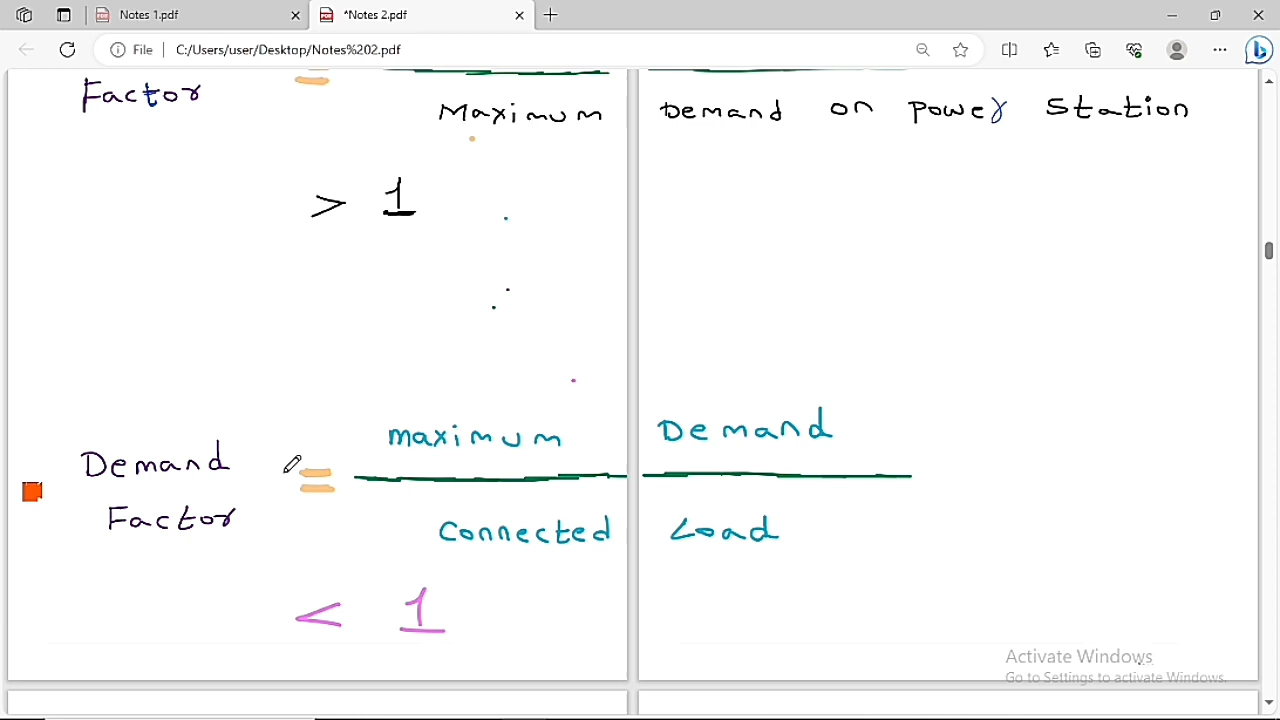 Notes 1.pdf
*Notes 2.pdf
File
C:/Users/user/Desktop/Notes%202.pdf
Factor =
Maximum Demand on Power Station
> 1
Demand Factor = Maximum Demand
Connected Load
< 1
Activate Windows
Go to Settings to activate Windows.